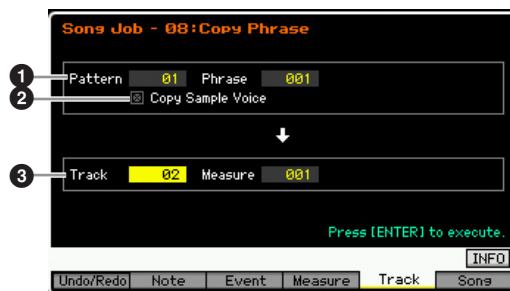 Song Job - 08:Copy Phrase
1 Pattern 01 Phrase 001
2 Copy Sample Voice
3 Track 02 Measure 001
Press [ENTER] to execute.
INFO
Undo/Redo Note Event Measure Track Song